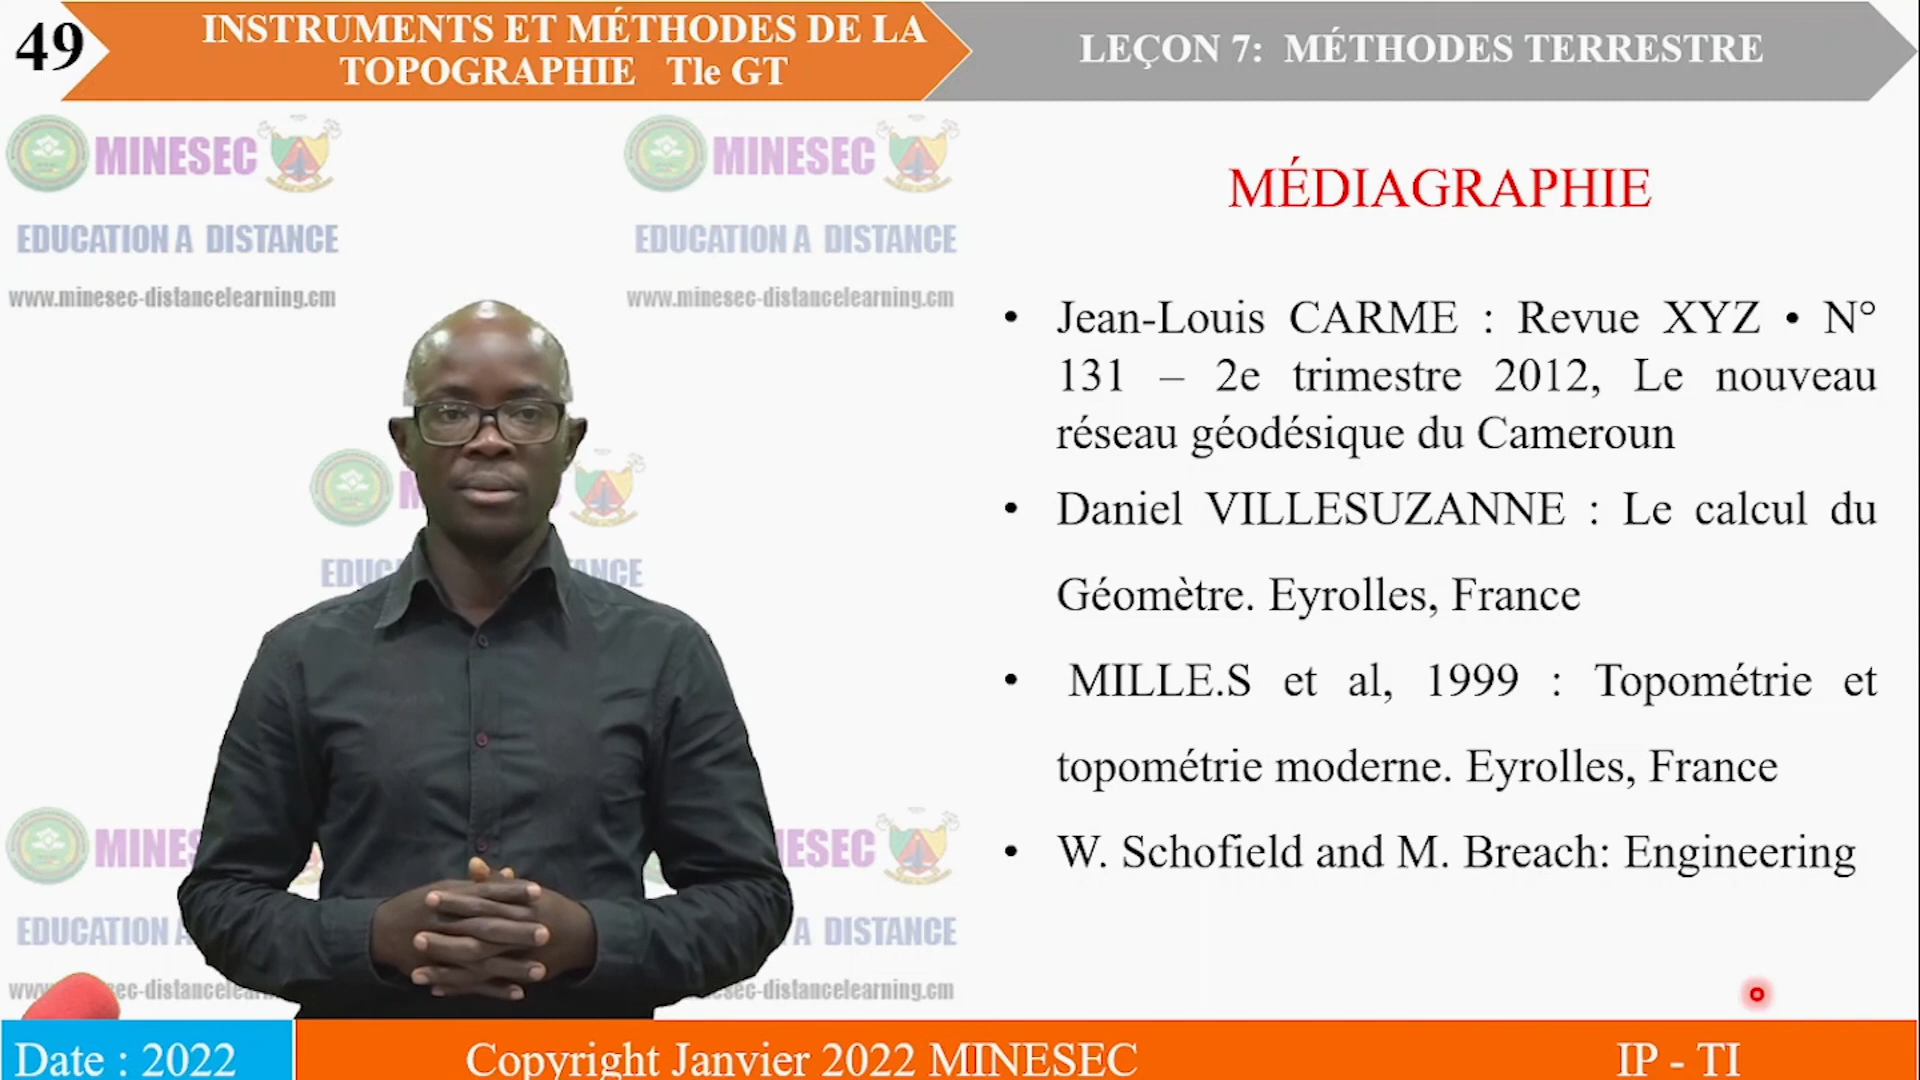 49
INSTRUMENTS ET MÉTHODES DE LA
TOPOGRAPHIE Tle GT
LEÇON 7: MÉTHODES TERRESTRE
MINESEC
EDUCATION A DISTANCE
www.minesec-distancelearning.cm
MINESEC
EDUCATION A DISTANCE
www.minesec-distancelearning.cm
MÉDIAGRAPHIE
• Jean-Louis CARME : Revue XYZ • N°
131 – 2e trimestre 2012, Le nouveau
réseau géodésique du Cameroun
• Daniel VILLESUZANNE : Le calcul du
Géomètre. Eyrolles, France
• MILLE.S et al, 1999 : Topométrie et
topométrie moderne. Eyrolles, France
• W. Schofield and M. Breach: Engineering
Date : 2022
Copyright Janvier 2022 MINESEC
IP - TI